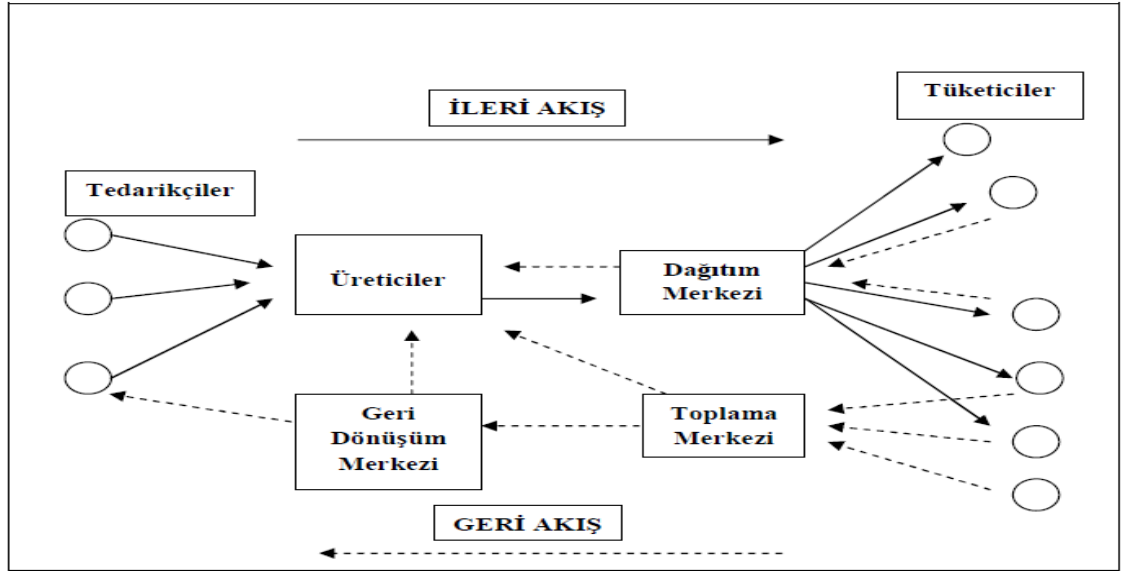 İLERİ AKIŞ
Tüketiciler
Tedarikçiler
Üreticiler
Dağıtım
Merkezi
Geri
Dönüşüm
Merkezi
Toplama
Merkezi
GERİ AKIŞ